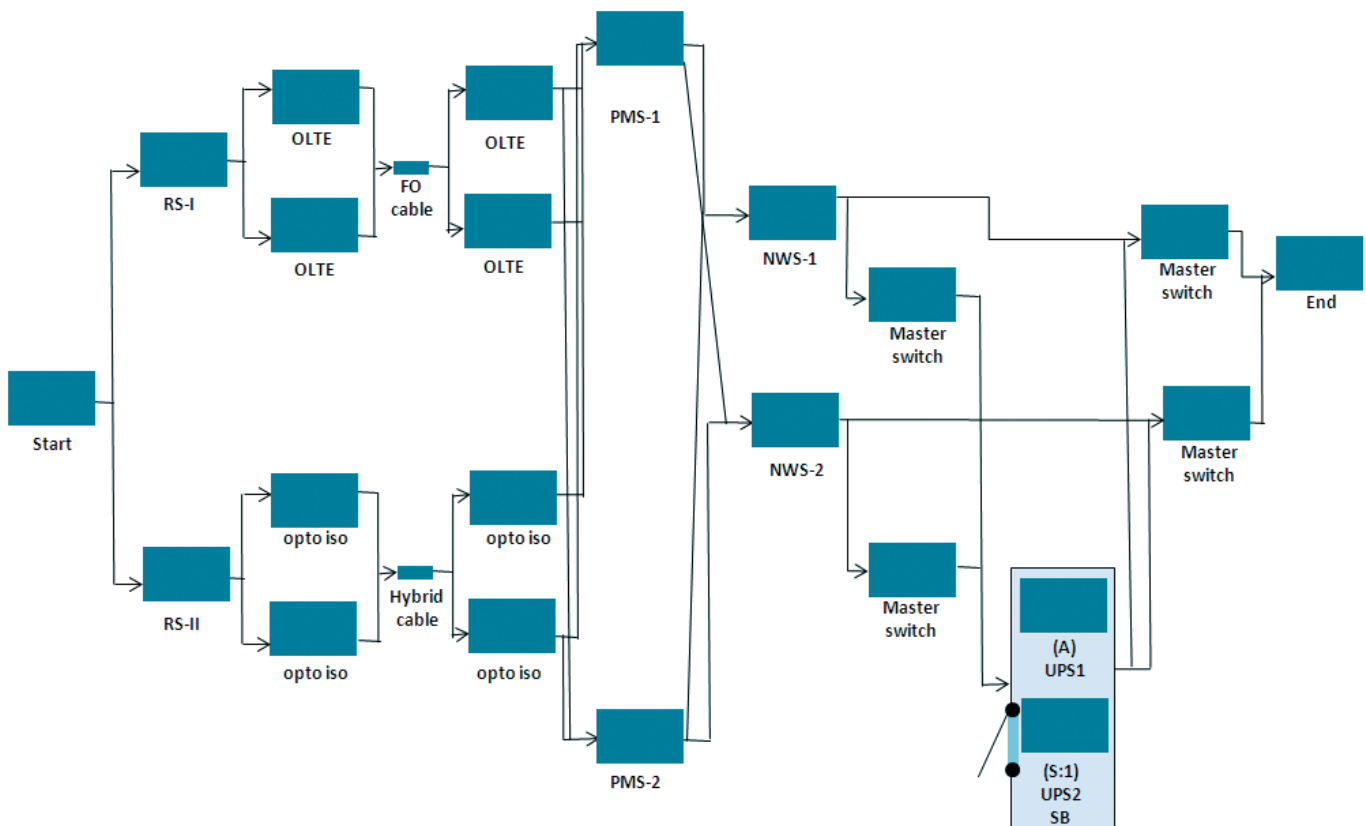 OLTE
OLTE
PMS-1
RS-I
FO
cable
OLTE
OLTE
NWS-1
Master
switch
End
Master
switch
Start
NWS-2
Master
switch
opto iso
opto iso
RS-II
Hybrid
cable
Master
switch
opto iso
opto iso
(A)
UPS1
PMS-2
(S:1)
UPS2
SB